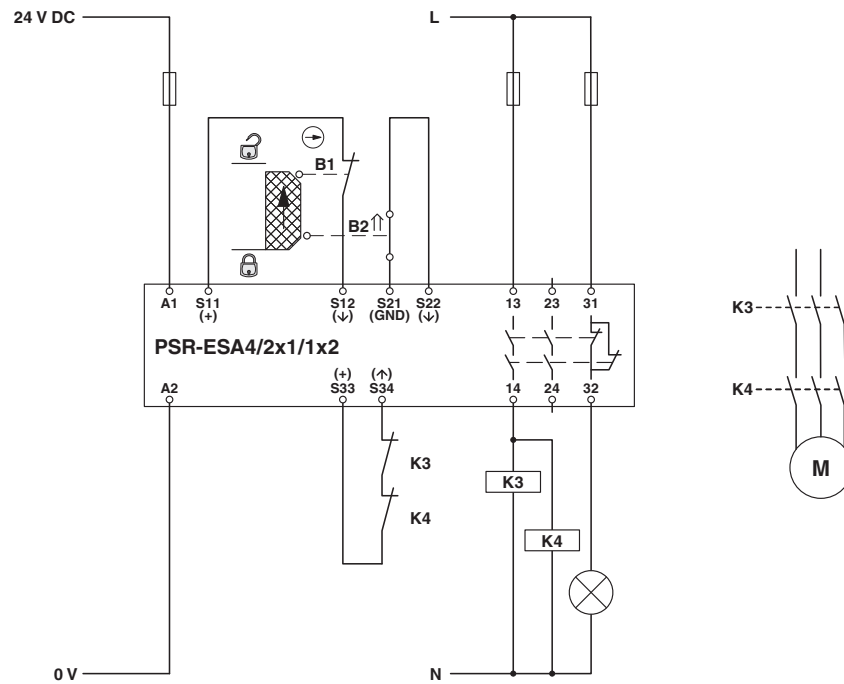 24 V DC
L
B1
B2
A1
S11
(+)
S12
(↓)
S21
(GND)
S22
(↓)
13
23
31
PSR-ESA4/2x1/1x2
A2
(+)
S33
(↑)
S34
14
24
32
K3
K4
K3
K4
K3
K4
M
0 V
N